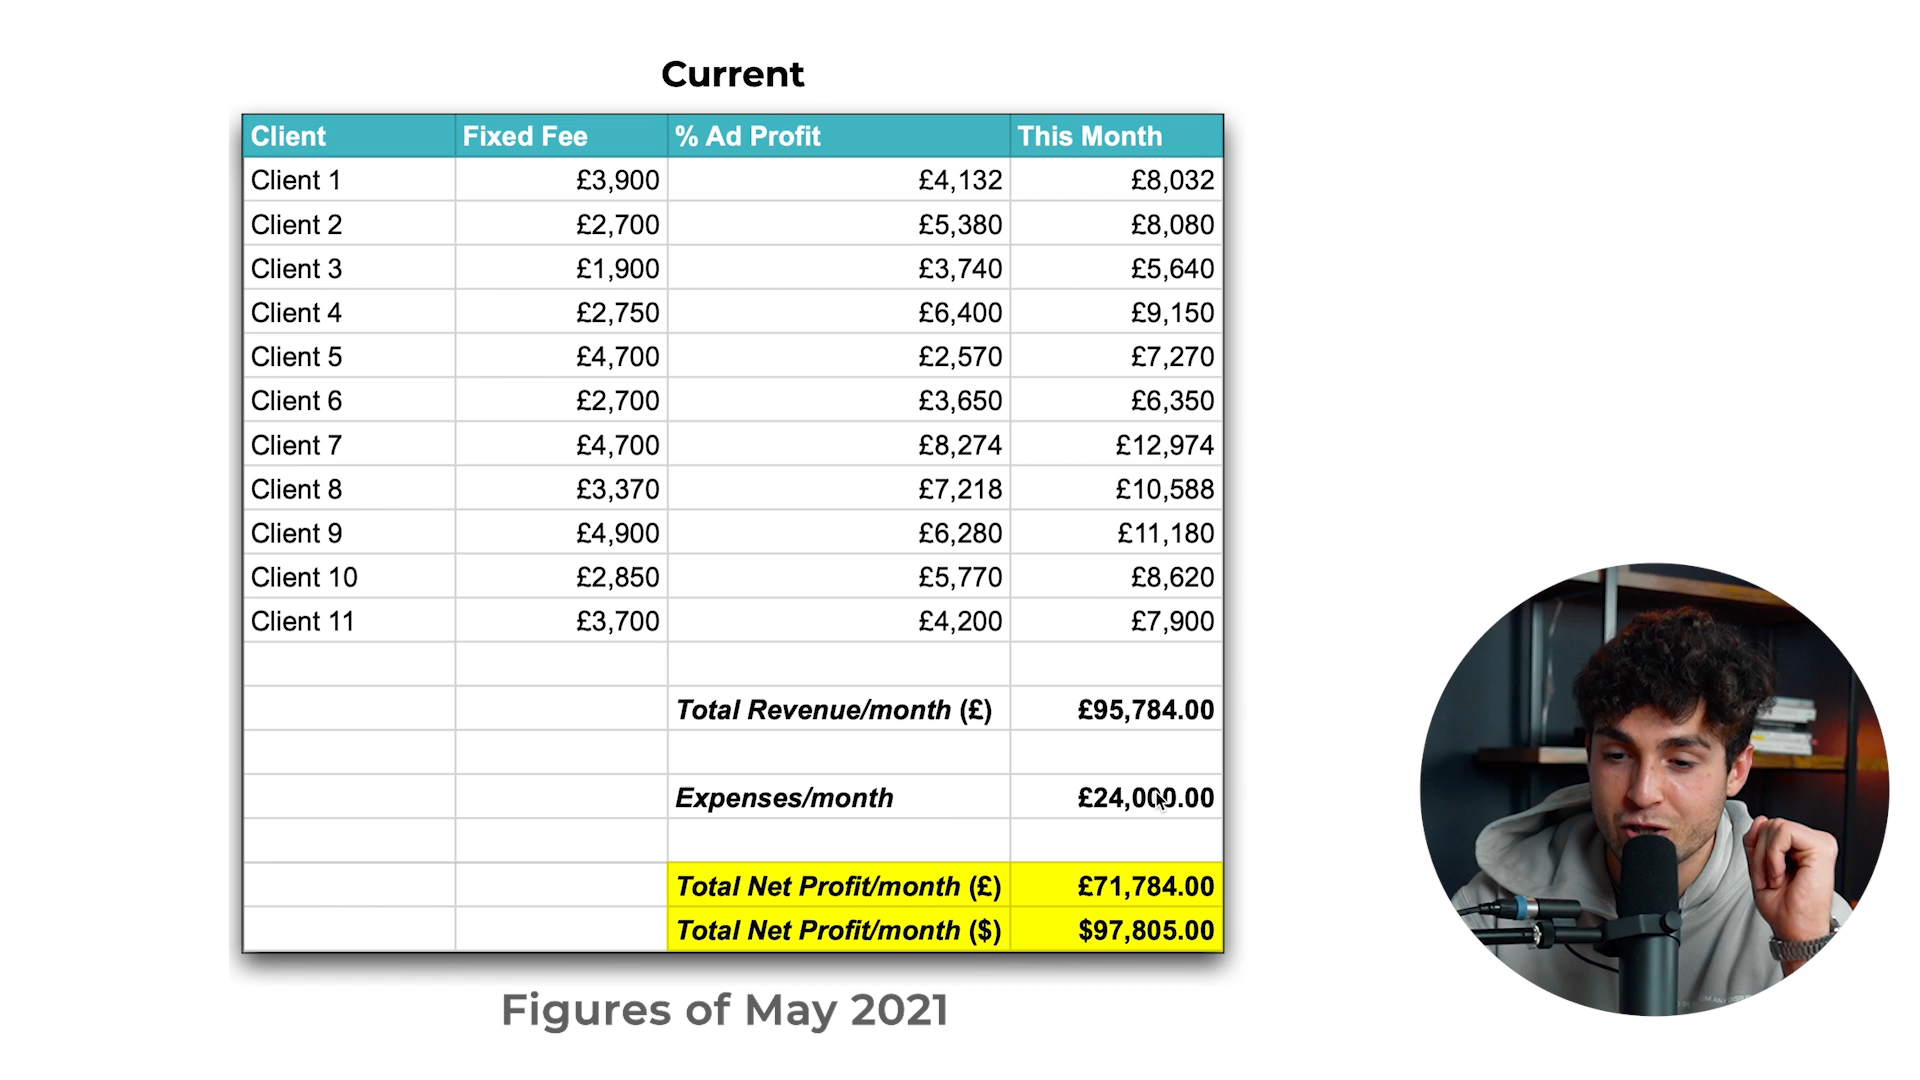 Current
Client Fixed Fee % Ad Profit This Month
Client 1 £3,900 £4,132 £8,032
Client 2 £2,700 £5,380 £8,080
Client 3 £1,900 £3,740 £5,640
Client 4 £2,750 £6,400 £9,150
Client 5 £4,700 £2,570 £7,270
Client 6 £2,700 £3,650 £6,350
Client 7 £4,700 £8,274 £12,974
Client 8 £3,370 £7,218 £10,588
Client 9 £4,900 £6,280 £11,180
Client 10 £2,850 £5,770 £8,620
Client 11 £3,700 £4,200 £7,900
Total Revenue/month (£) £95,784.00
Expenses/month £24,000.00
Total Net Profit/month (£) £71,784.00
Total Net Profit/month ($) $97,805.00
Figures of May 2021